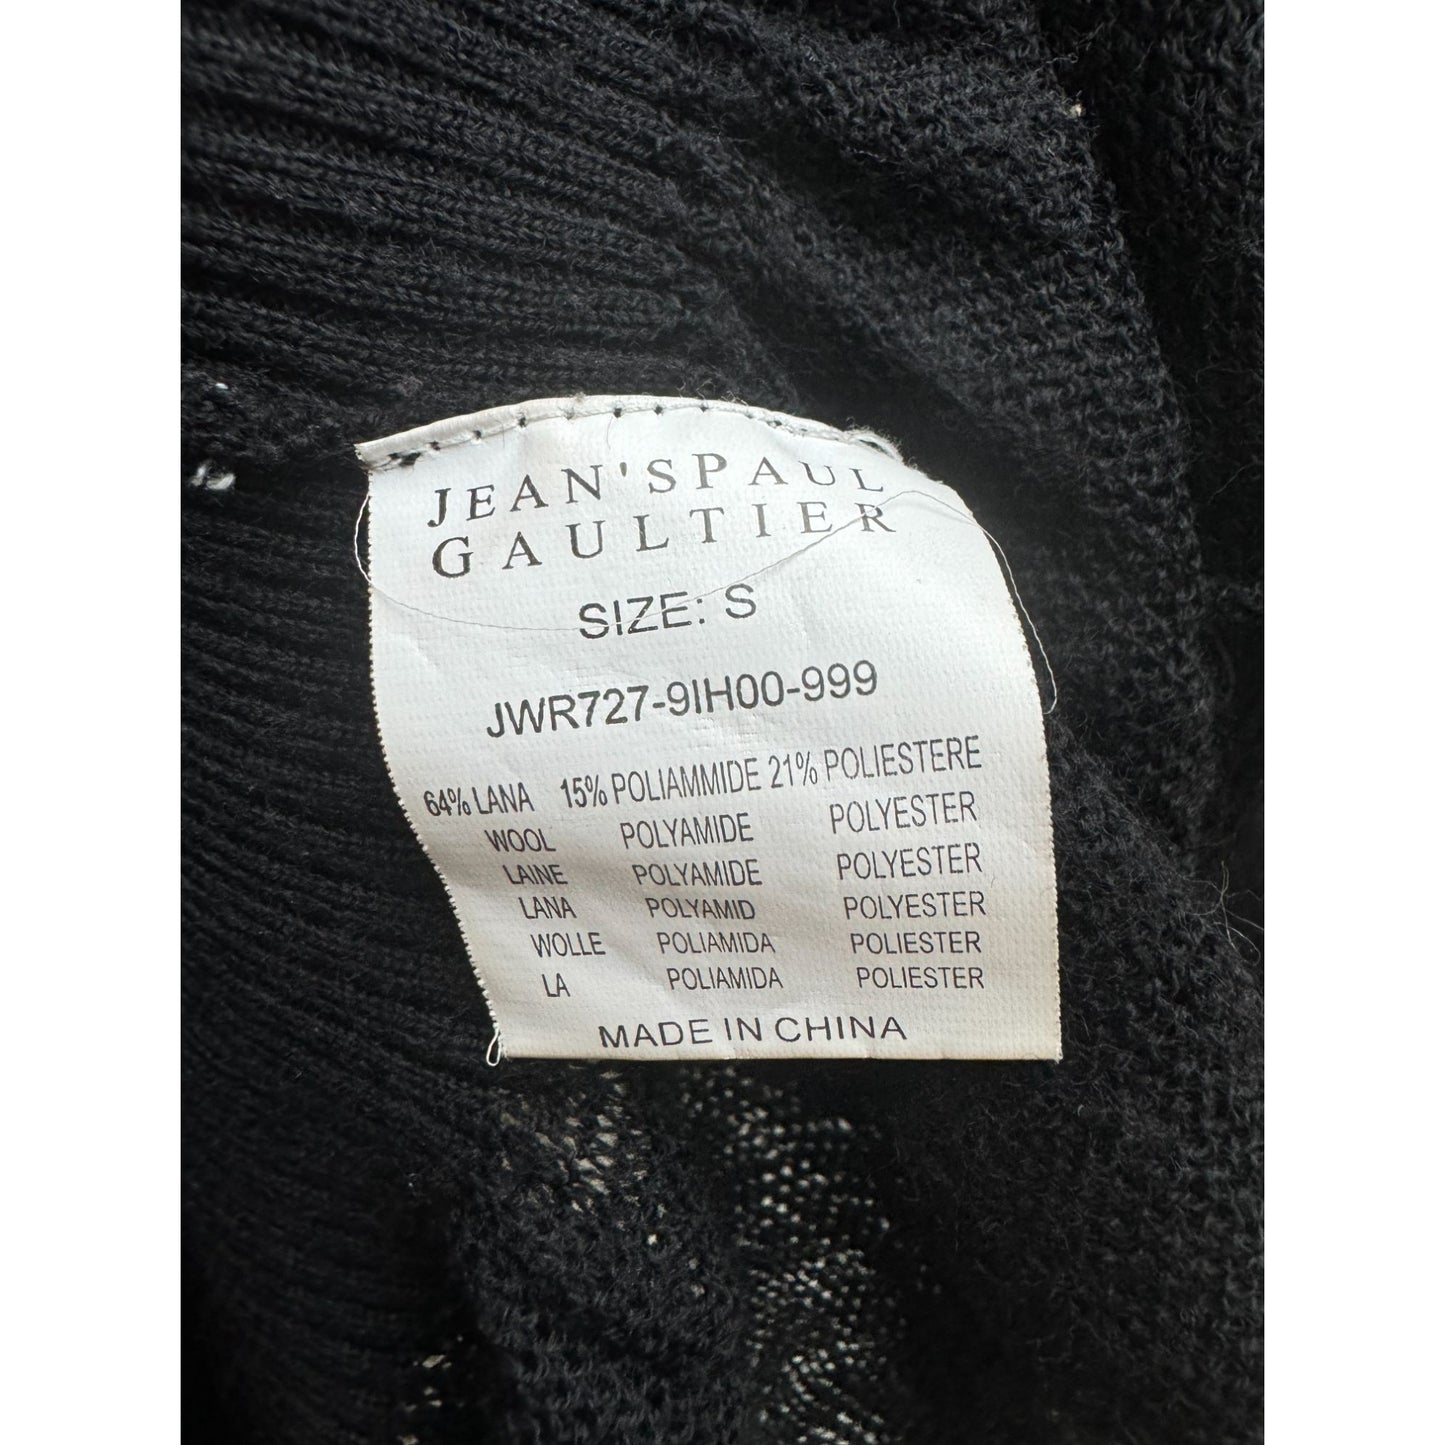 JEAN'SPAUL
GAULTIER
SIZE: S
JWR727-9IH00-999
64% LANA 15% POLIAMMIDE 21% POLIESTERE
WOOL POLYAMIDE POLYESTER
LAINE POLYAMIDE POLYESTER
LANA POLYAMID POLYESTER
WOLLE POLIAMIDA POLIESTER
LA POLIAMIDA POLIESTER
MADE IN CHINA